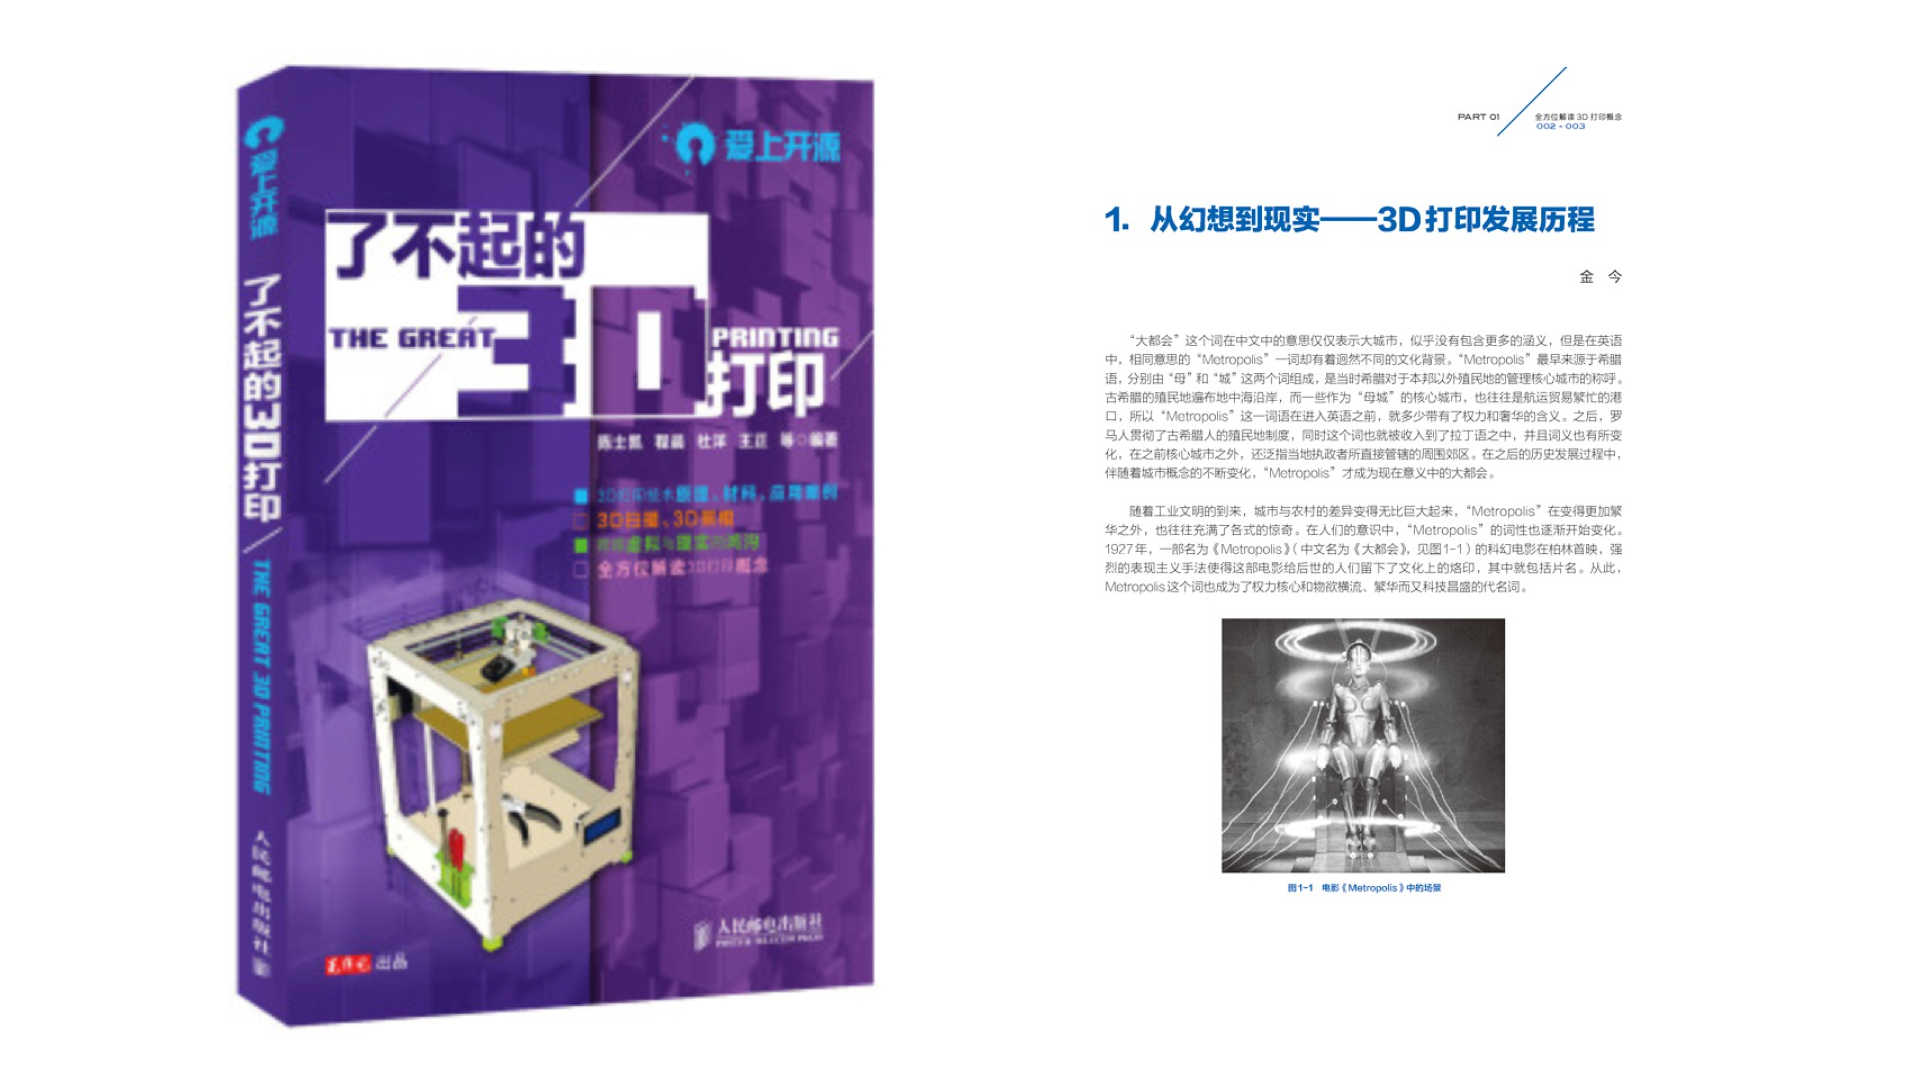 爱上开源
了不起的3D打印
THE GREAT 3D PRINTING
人民邮电出版社
爱上开源
了不起的
THE GREAT 3D PRINTING
打印
程晨 杜洋 王正 等◎编著
3D打印技术原理、材料、应用案例
3D扫描、3D照相
全方位解读3D打印概念
人民邮电出版社
POSTS & TELECOM PRESS
出品
PART 01
全方位解读 3D 打印概念
002 - 003
1. 从幻想到现实——3D打印发展历程
金 今
“大都会”这个词在中文中的意思仅仅表示大城市，似乎没有包含更多的涵义，但是在英语
中，相同意思的“Metropolis”一词却有着迥然不同的文化背景。“Metropolis”最早来源于希腊
语，分别由“母”和“城”这两个词组成，是当时希腊对于本邦以外殖民地的管理核心城市的称呼。
古希腊的殖民地遍布地中海沿岸，而一些作为“母城”的核心城市，也往往是航运贸易繁忙的港
口，所以“Metropolis”这一词语在进入英语之前，就多少带有了权力和奢华的含义。之后，罗
马人贯彻了古希腊人的殖民地制度，同时这个词也就被收入到了拉丁语之中，并且词义也有所变
化，在之前核心城市之外，还泛指当地执政者所直接管辖的周围郊区。在之后的历史发展过程中，
伴随着城市概念的不断变化，“Metropolis”才成为现在意义中的大都会。
随着工业文明的到来，城市与农村的差异变得无比巨大起来，“Metropolis”在变得更加繁
华之外，也往往充满了各式的惊奇。在人们的意识中，“Metropolis”的词性也逐渐开始变化。
1927年，一部名为《Metropolis》（中文名为《大都会》，见图1-1）的科幻电影在柏林首映，强
烈的表现主义手法使得这部电影给后世的人们留下了文化上的烙印，其中就包括片名。从此，
Metropolis这个词也成为了权力核心和物欲横流、繁华而又科技昌盛的代名词。
图1-1 电影《Metropolis》中的场景